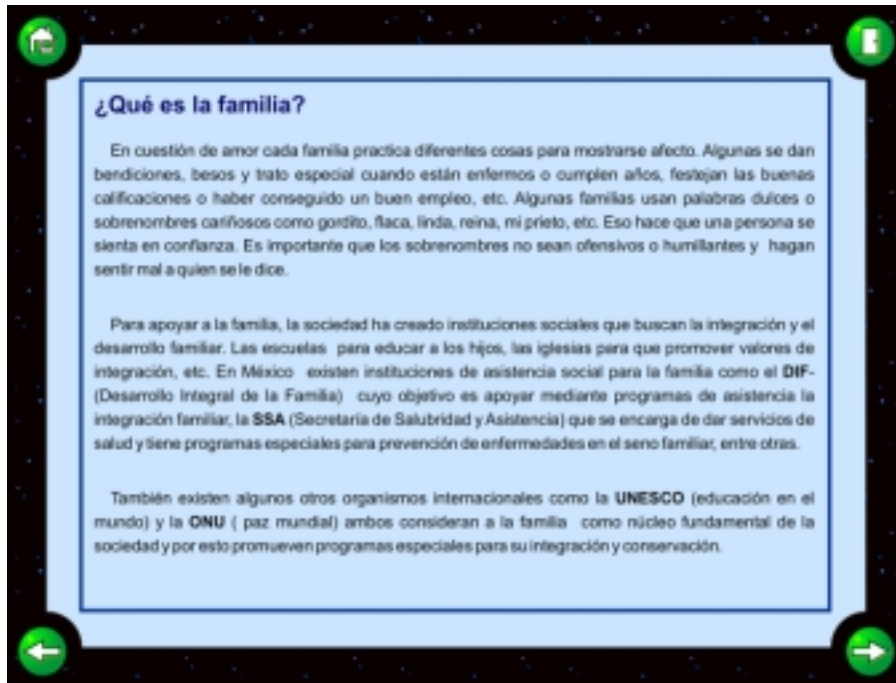 ¿Qué es la familia?
En cuestión de amor cada familia practica diferentes cosas para mostrarse afecto. Algunas se dan
bendiciones, besos y trato especial cuando están enfermos o cumplen años, festejan las buenas
calificaciones o haber conseguido un buen empleo, etc. Algunas familias usan palabras dulces o
sobrenombres cariñosos como gordito, flaca, linda, reina, mi prieto, etc. Eso hace que una persona se
sienta en confianza. Es importante que los sobrenombres no sean ofensivos o humillantes y hagan
sentir mal a quien se le dice.
Para apoyar a la familia, la sociedad ha creado instituciones sociales que buscan la integración y el
desarrollo familiar. Las escuelas para educar a los hijos, las iglesias para que promover valores de
integración, etc. En México existen instituciones de asistencia social para la familia como el DIF-
(Desarrollo Integral de la Familia) cuyo objetivo es apoyar mediante programas de asistencia la
integración familiar, la SSA (Secretaría de Salubridad y Asistencia) que se encarga de dar servicios de
salud y tiene programas especiales para prevención de enfermedades en el seno familiar, entre otras.
También existen algunos otros organismos internacionales como la UNESCO (educación en el
mundo) y la ONU ( paz mundial) ambos consideran a la familia como núcleo fundamental de la
sociedad y por esto promueven programas especiales para su integración y conservación.